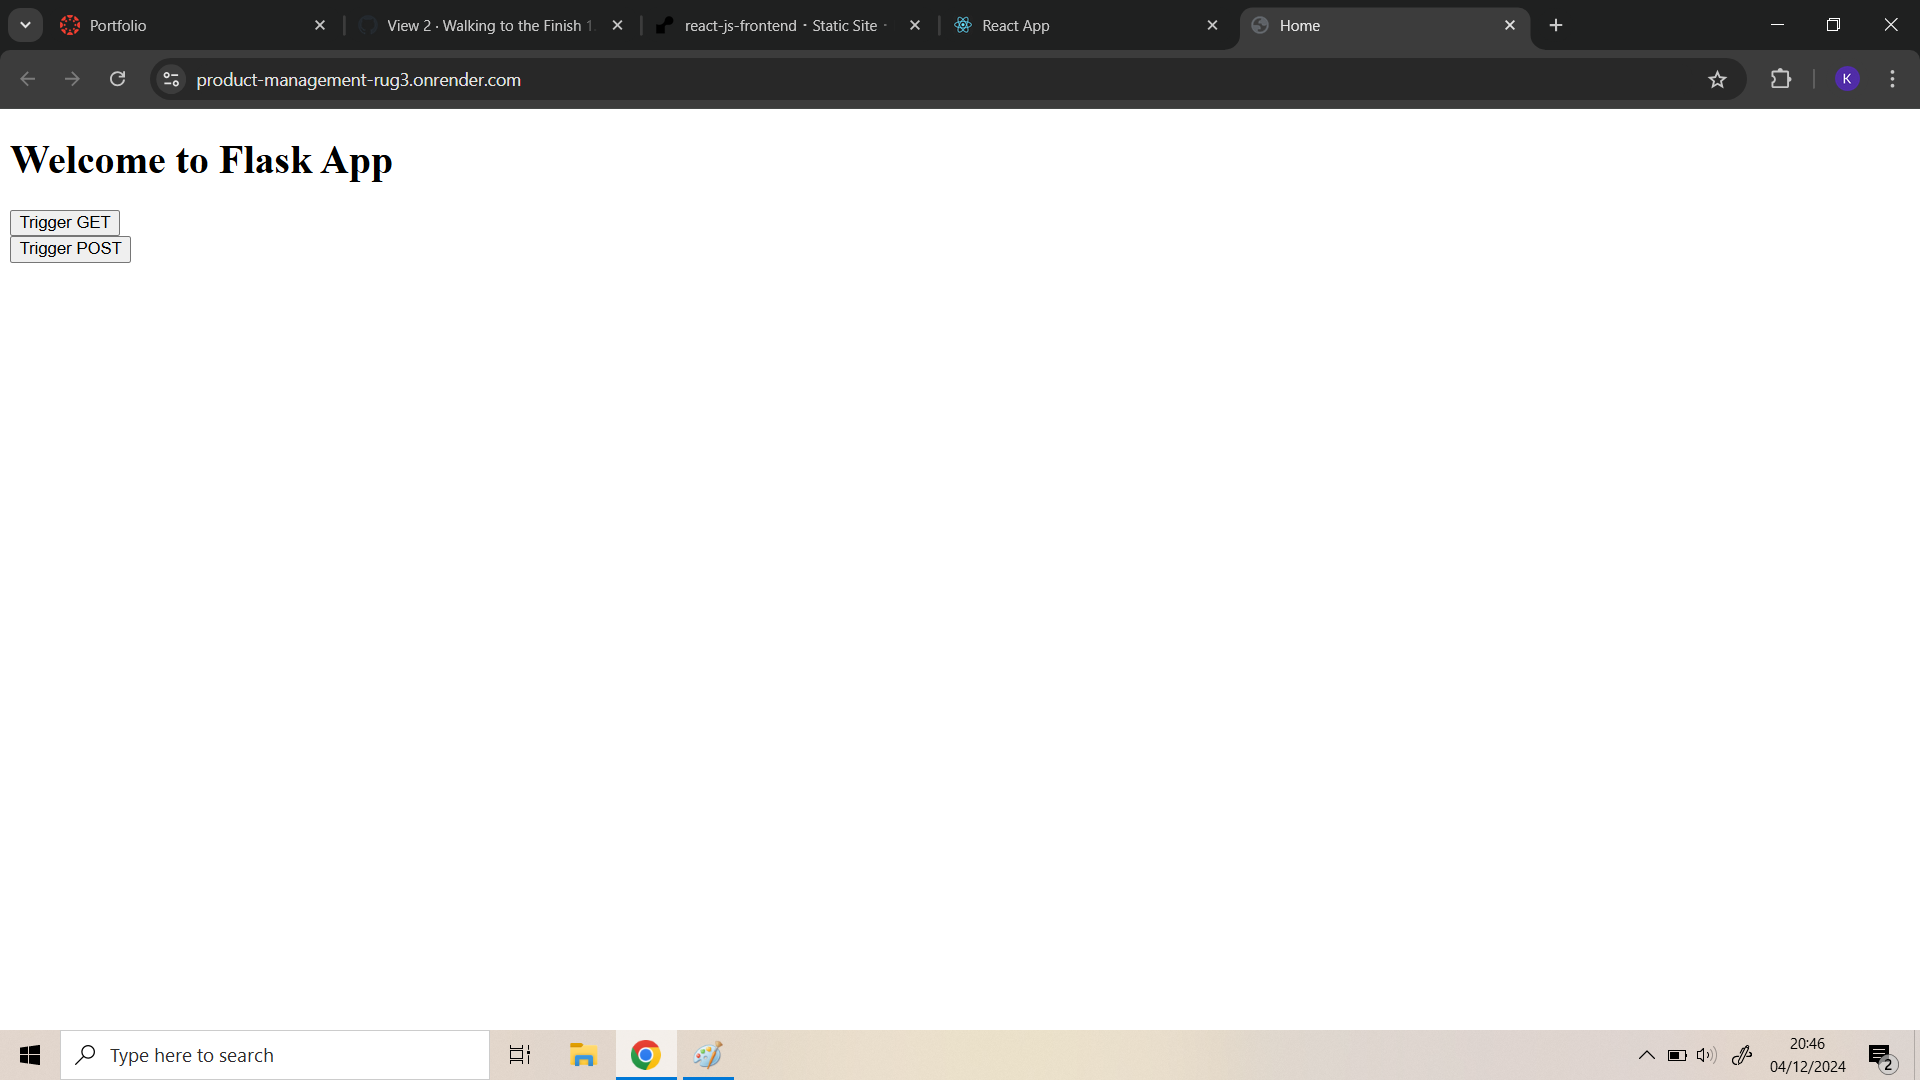 Portfolio
View 2 · Walking to the Finish 1
react-js-frontend · Static Site ·
React App
Home
product-management-rug3.onrender.com
K
Welcome to Flask App
Trigger GET
Trigger POST
Type here to search
20:46
04/12/2024
2